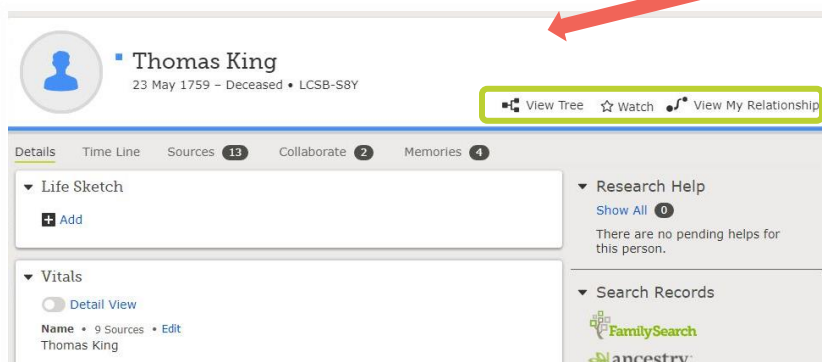 Thomas King
23 May 1759 – Deceased • LCSB-S8Y
View Tree Watch View My Relationship
Details Time Line Sources 13 Collaborate 2 Memories 4
Life Sketch
Add
Vitals
Detail View
Name • 9 Sources • Edit
Thomas King
Research Help
Show All 0
There are no pending helps for
this person.
Search Records
FamilySearch
ancestry